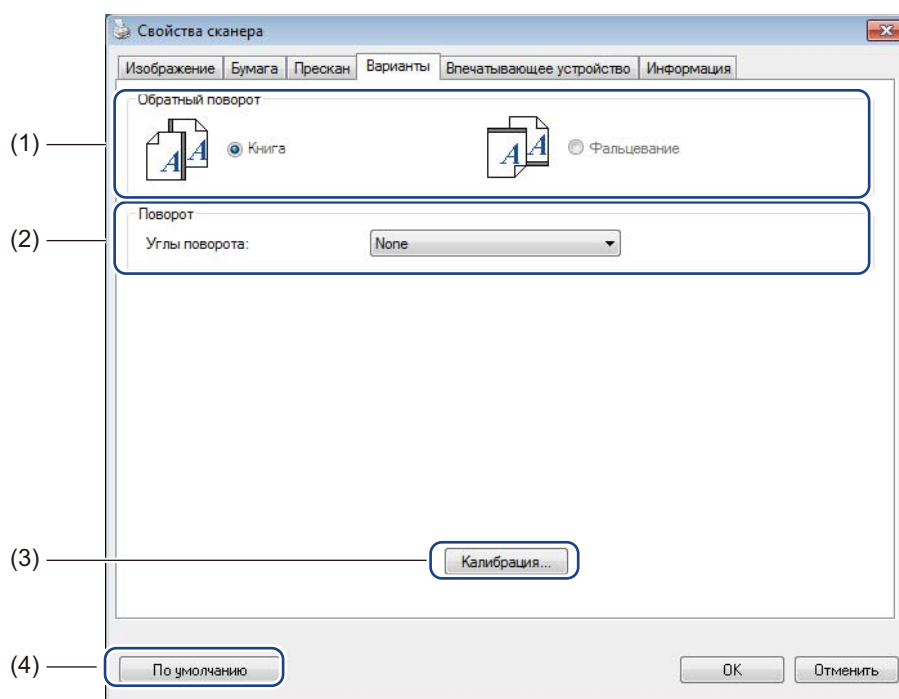 Свойства сканера
Изображение Бумага Прескан Варианты Впечатывающее устройство Информация
(1)
Обратный поворот
A A Книга A A Фальцевание
(2)
Поворот
Углы поворота: None
(3)
Калибрация...
(4)
По умолчанию OK Отменить